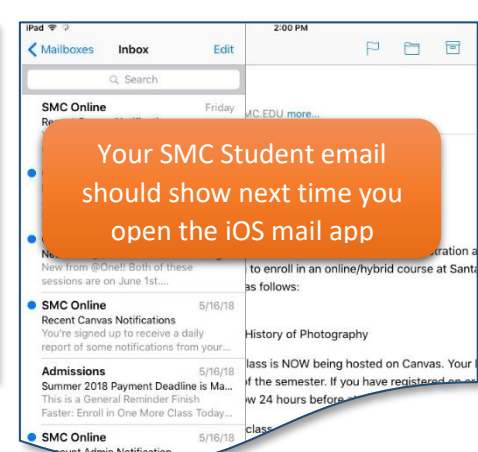 iPad
2:00 PM
Mailboxes Inbox Edit
Search
SMC Online Friday
MC.EDU more...
Your SMC Student email
should show next time you
open the iOS mail app
New from @One!! Both of these
sessions are on June 1st....
to enroll in an online/hybrid course at Santa
as follows:
SMC Online 5/16/18
Recent Canvas Notifications
You're signed up to receive a daily
report of some notifications from your...
History of Photography
Admissions 5/16/18
Summer 2018 Payment Deadline is Ma...
This is a General Reminder Finish
Faster: Enroll in One More Class Today...
lass is NOW being hosted on Canvas. Your
of the semester. If you have registered on or
w 24 hours before
class
SMC Online 5/16/18
Account Admin Notification